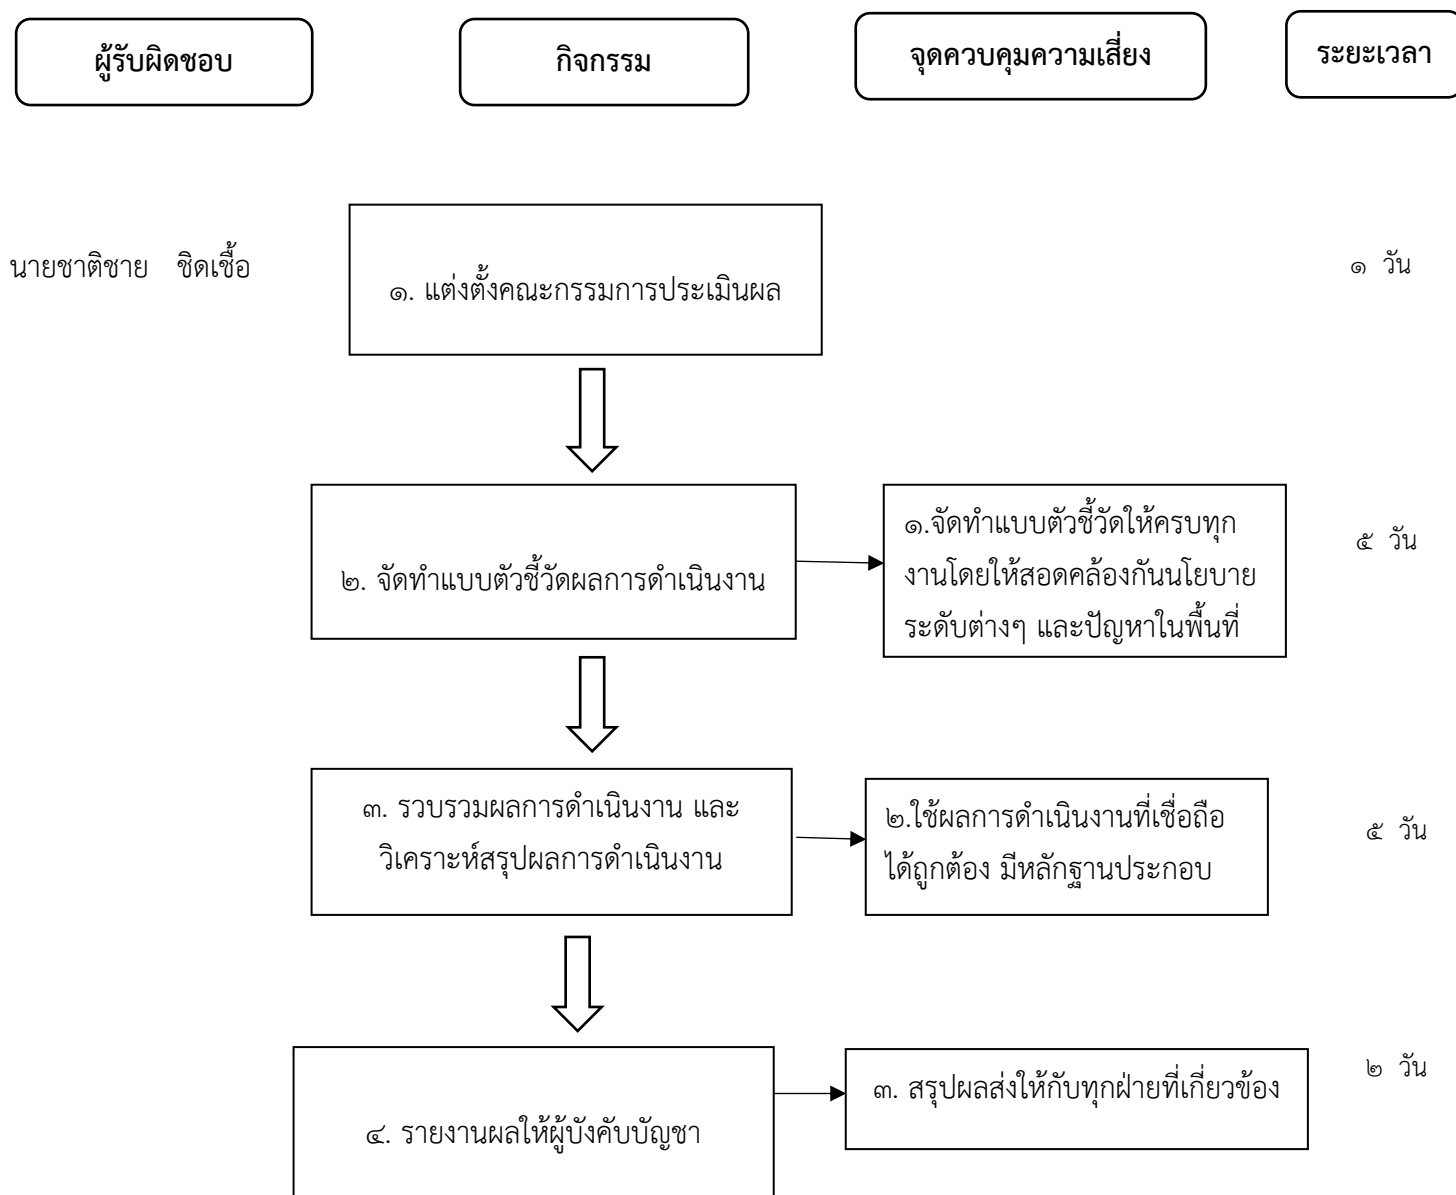 ผู้รับผิดชอบ
กิจกรรม
จุดควบคุมความเสี่ยง
ระยะเวลา
นายชาติชาย ชิดเชื้อ
๑. แต่งตั้งคณะกรรมการประเมินผล
๑ วัน
๒. จัดทำแบบตัวชี้วัดผลการดำเนินงาน
๑.จัดทำแบบตัวชี้วัดให้ครบทุก
งานโดยให้สอดคล้องกันนโยบาย
ระดับต่างๆ และปัญหาในพื้นที่
๕ วัน
๓. รวบรวมผลการดำเนินงาน และ
วิเคราะห์สรุปผลการดำเนินงาน
๒.ใช้ผลการดำเนินงานที่เชื่อถือ
ได้ถูกต้อง มีหลักฐานประกอบ
๕ วัน
๔. รายงานผลให้ผู้บังคับบัญชา
๓. สรุปผลส่งให้กับทุกฝ่ายที่เกี่ยวข้อง
๒ วัน